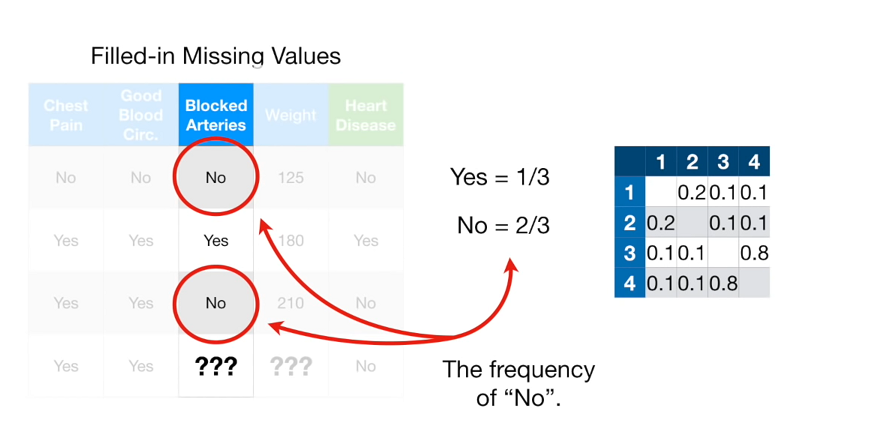 Filled-in Missing Values
Chest Pain Good Blood Circ. Blocked Arteries Weight Heart Disease
No No No 125 No
Yes Yes Yes 180 Yes
Yes Yes No 210 No
Yes Yes ??? ??? No
Yes = 1/3
No = 2/3
The frequency
of “No”.
1 2 3 4
1 0.2 0.1 0.1
2 0.2 0.1 0.1
3 0.1 0.1 0.8
4 0.1 0.1 0.8